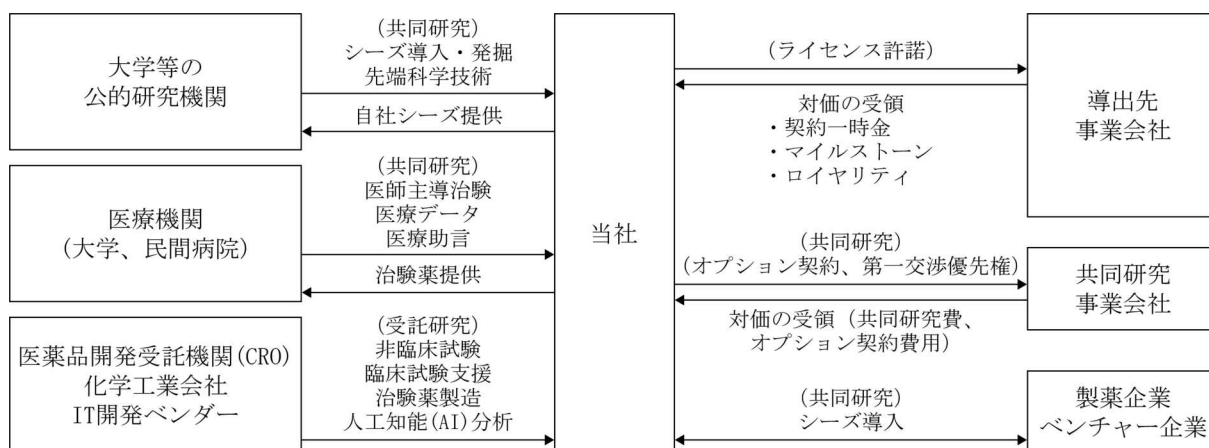 大学等の
公的研究機関
(共同研究)
シーズ導入・発掘
先端科学技術
自社シーズ提供
医療機関
(大学、民間病院)
(共同研究)
医師主導治験
医療データ
医療助言
治験薬提供
医薬品開発受託機関(CRO)
化学工業会社
IT開発ベンダー
(受託研究)
非臨床試験
臨床試験支援
治験薬製造
人工知能(AI)分析
当社
(ライセンス許諾)
対価の受領
・契約一時金
・マイルストーン
・ロイヤリティ
導出先
事業会社
(共同研究)
(オプション契約、第一交渉優先権)
対価の受領（共同研究費、
オプション契約費用）
共同研究
事業会社
(共同研究)
シーズ導入
製薬企業
ベンチャー企業